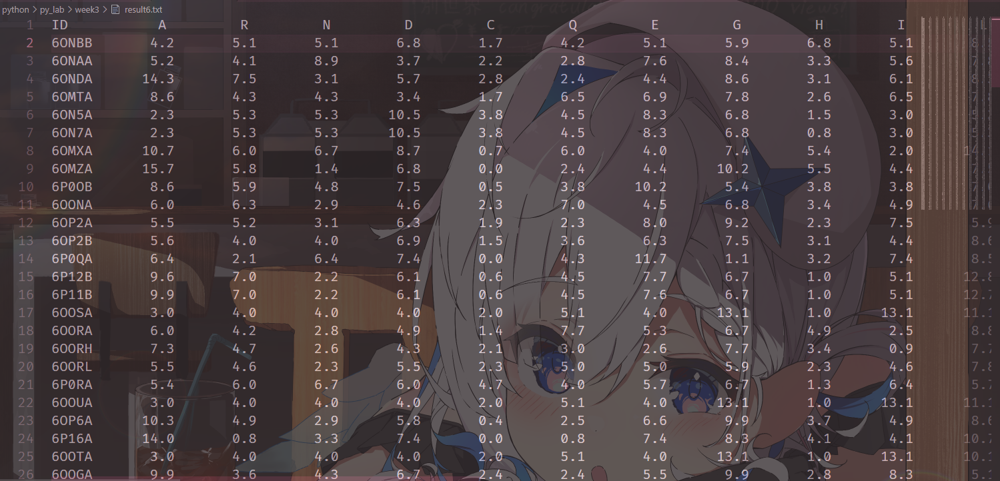 python > py_lab > week3 > result6.txt
1 ID A R N D C Q E G H I L
2 6ONBB 4.2 5.1 5.1 6.8 1.7 4.2 5.1 5.9 6.8 5.1
3 6ONAA 5.2 4.1 8.9 3.7 2.2 2.8 7.6 8.4 3.3 5.6
4 6ONDA 14.3 7.5 3.1 5.7 2.8 2.4 4.4 8.6 3.1 6.1
5 6OMTA 8.6 4.3 4.3 3.4 1.7 6.5 6.9 7.8 2.6 6.5
6 6ON5A 2.3 5.3 5.3 10.5 3.8 4.5 8.3 6.8 1.5 3.0
7 6ON7A 2.3 5.3 5.3 10.5 3.8 4.5 8.3 6.8 0.8 3.0
8 6OMXA 10.7 6.0 6.7 8.7 0.7 6.0 4.0 7.4 5.4 2.0
9 6OMZA 15.7 5.8 1.4 6.8 0.0 2.4 4.4 10.2 5.5 4.4
10 6P0OB 8.6 5.9 4.8 7.5 0.5 3.8 10.2 5.4 3.8 3.8
11 6OONA 6.0 6.3 2.9 4.6 2.3 7.0 4.5 6.8 3.4 4.9
12 6OP2A 5.5 5.2 3.1 6.3 1.9 2.3 8.0 9.2 2.3 7.5
13 6OP2B 5.6 4.0 4.0 6.9 1.5 3.6 6.3 7.5 3.1 4.4
14 6P0QA 6.4 2.1 6.4 7.4 0.0 4.3 11.7 1.1 3.2 7.4
15 6P12B 9.6 7.0 2.2 6.1 0.6 4.5 7.7 6.7 1.0 5.1
16 6P11B 9.9 7.0 2.2 6.1 0.6 4.5 7.6 6.7 1.0 5.1
17 6OOSA 3.0 4.0 4.0 4.0 2.0 5.1 4.0 13.1 1.0 13.1
18 6OORA 6.0 4.2 2.8 4.9 1.4 7.7 5.3 6.7 4.9 2.5
19 6OORH 7.3 4.7 2.6 4.3 2.1 3.0 2.6 7.7 3.4 0.9
20 6OORL 5.5 4.6 2.3 5.5 2.3 5.0 5.0 5.9 2.3 4.6
21 6P0RA 5.4 6.0 6.7 6.0 4.7 4.0 5.7 6.7 1.3 6.4
22 6OOUA 3.0 4.0 4.0 4.0 2.0 5.1 4.0 13.1 1.0 13.1
23 6OP6A 10.3 4.9 2.9 5.8 0.4 2.5 6.6 9.9 3.7 4.9
24 6P16A 14.0 0.8 3.3 7.4 0.0 0.8 7.4 8.3 4.1 4.1
25 6OOTA 3.0 4.0 4.0 4.0 2.0 5.1 4.0 13.1 1.0 13.1
26 6OOGA 9.9 3.6 4.3 6.7 2.4 2.4 5.5 9.9 2.8 8.3